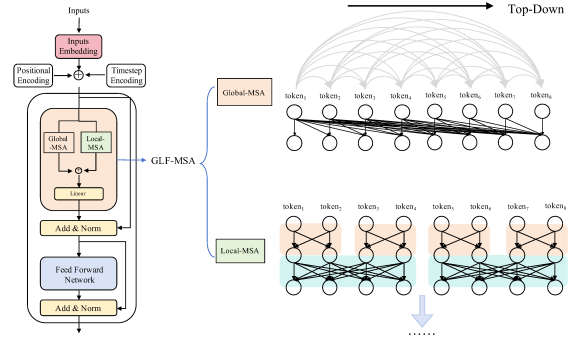 Inputs
Inputs
Embedding
Positional
Encoding
Timestep
Encoding
Global
-MSA
Local-
MSA
Linear
Add & Norm
Feed Forward
Network
Add & Norm
GLF-MSA
Global-MSA
Local-MSA
Top-Down
token₁ token₂ token₃ token₄ token₅ token₆ token₇ token₈
token₁ token₂ token₃ token₄ token₅ token₆ token₇ token₈
……